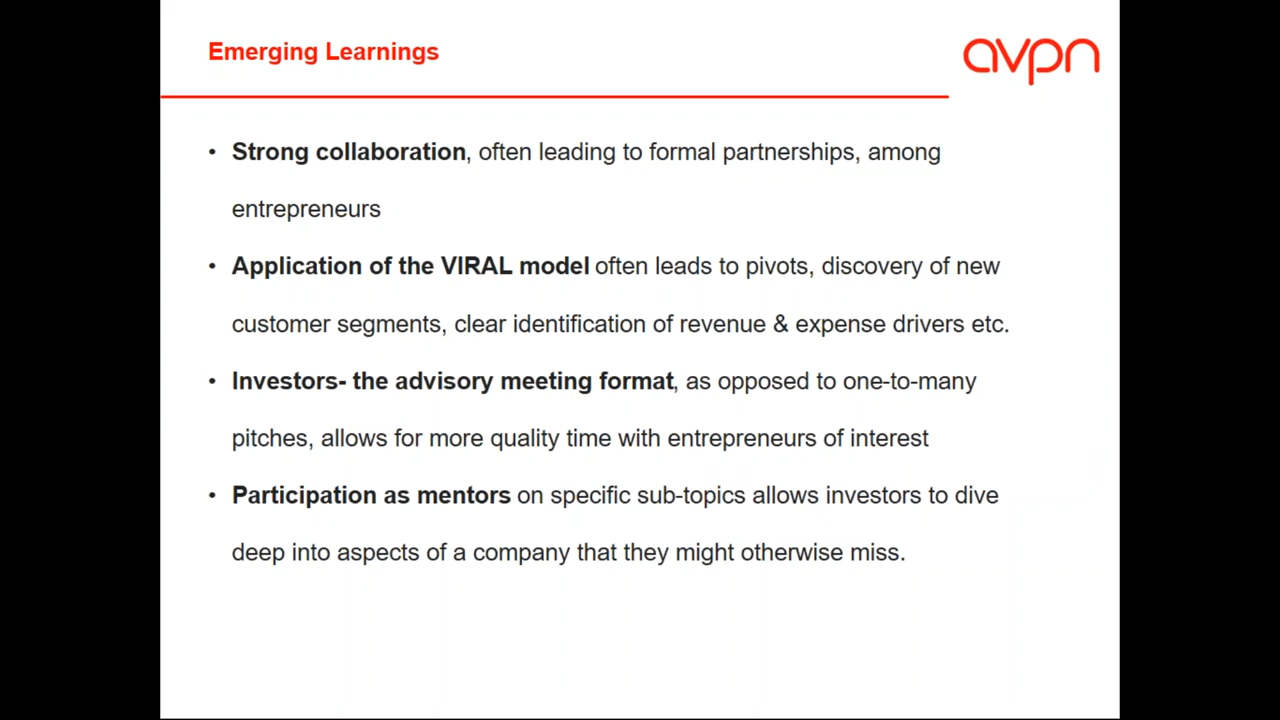 Emerging Learnings
avpn
• Strong collaboration, often leading to formal partnerships, among
entrepreneurs
• Application of the VIRAL model often leads to pivots, discovery of new
customer segments, clear identification of revenue & expense drivers etc.
• Investors- the advisory meeting format, as opposed to one-to-many
pitches, allows for more quality time with entrepreneurs of interest
• Participation as mentors on specific sub-topics allows investors to dive
deep into aspects of a company that they might otherwise miss.